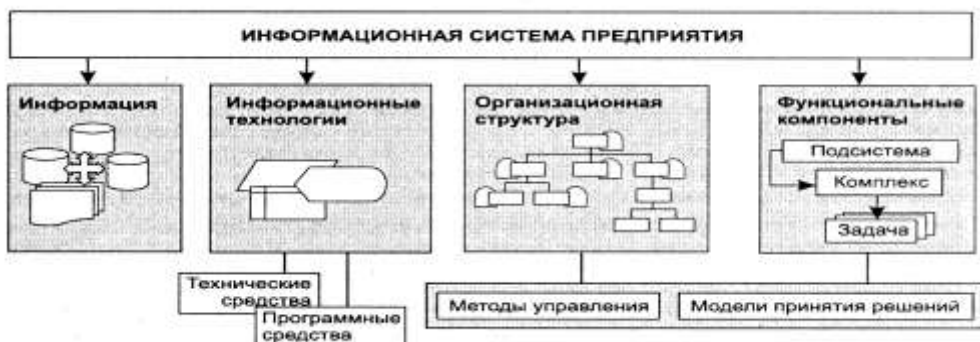 ИНФОРМАЦИОННАЯ СИСТЕМА ПРЕДПРИЯТИЯ
Информация
Информационные
технологии
Организационная
структура
Функциональные
компоненты
Подсистема
Комплекс
Задача
Технические
средства
Программные
средства
Методы управления
Модели принятия решений